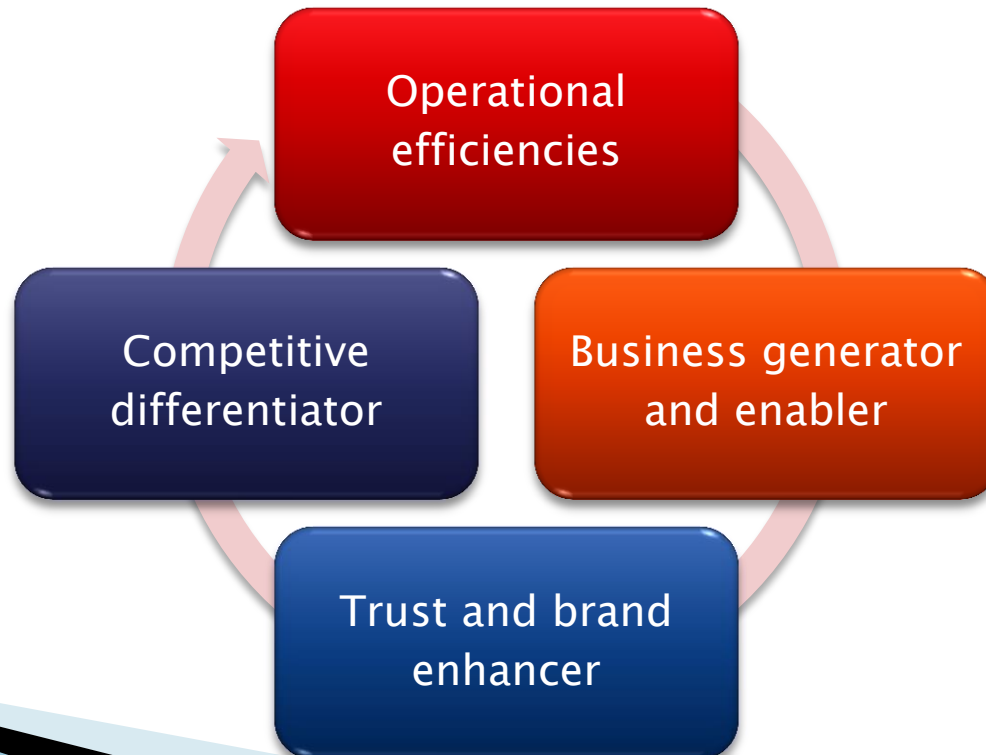 Operational
efficiencies
Business generator
and enabler
Trust and brand
enhancer
Competitive
differentiator